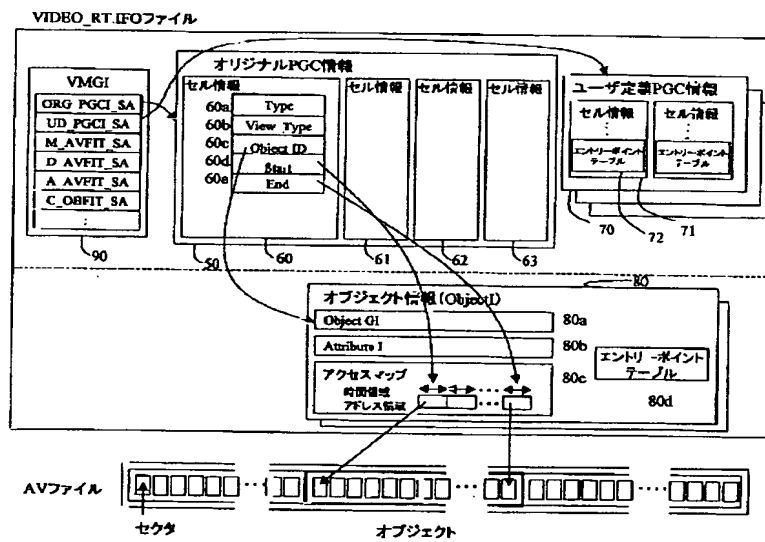 VIDEO_RT.IFOファイル
VMGI
ORG_PGCI_SA
UD_PGCI_SA
M_AVFIT_SA
D_AVFIT_SA
A_AVFIT_SA
C_OBFIT_SA
⋮
90
オリジナルPGC情報
セル情報
60a Type
60b View_Type
60c Object ID
60d Start
60e End
セル情報
セル情報
セル情報
50
60
61
62
63
ユーザ定義PGC情報
セル情報
⋮
エントリーポイント
テーブル
セル情報
⋮
エントリーポイント
テーブル
70
72
71
80
オブジェクト情報(ObjectI)
Object GI
80a
Attribute I
80b
アクセスマップ
80c
時間領域
アドレス領域
エントリーポイント
テーブル
80d
AVファイル
セクタ
オブジェクト